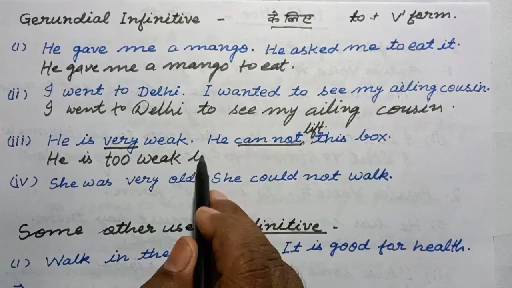 Gerundial Infinitive - के लिए to + V' form.
(i) He gave me a mango. He asked me to eat it.
He gave me a mango to eat.
(ii) I went to Delhi. I wanted to see my ailing cousin.
I went to Delhi to see my ailing cousin.
(iii) He is very weak. He can not lift this box.
He is too weak
(iv) She was very old. She could not walk.
Some other
(i) Walk in the It is good for health.